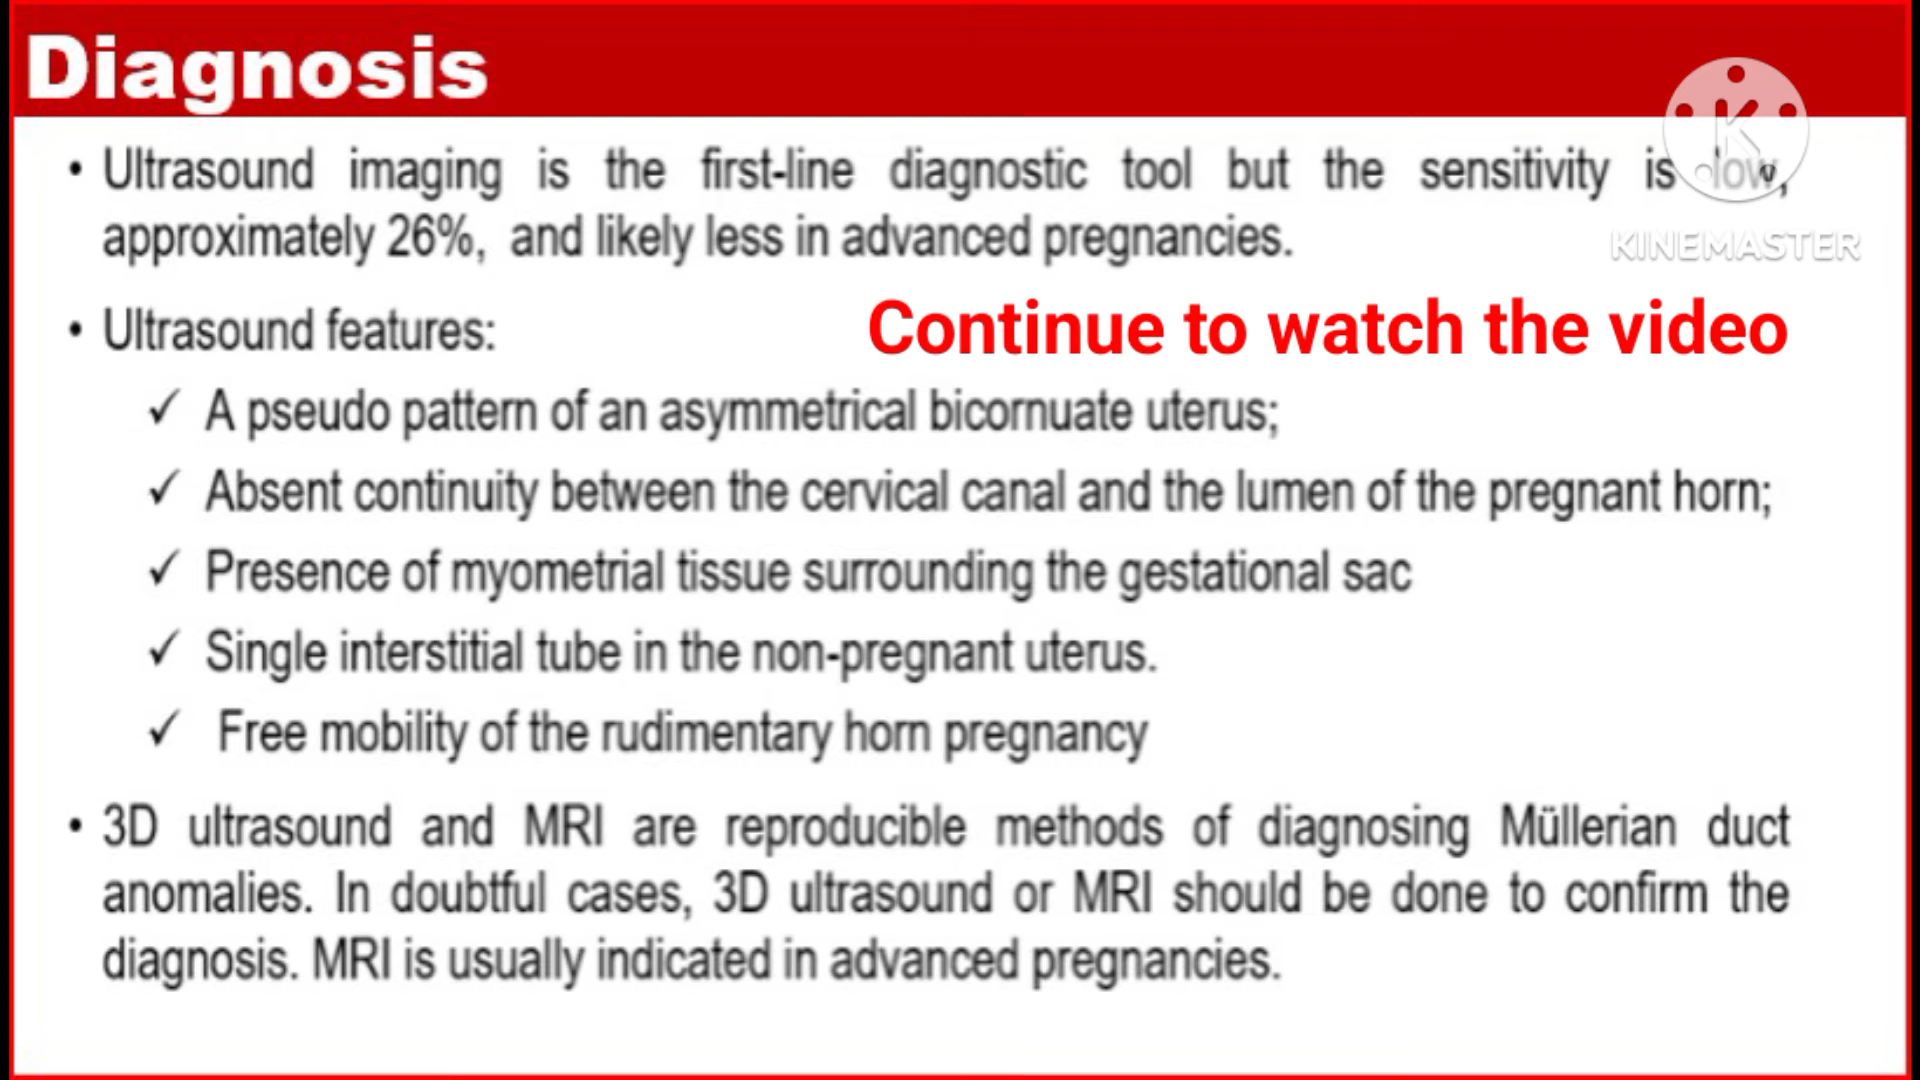 Diagnosis
• Ultrasound imaging is the first-line diagnostic tool but the sensitivity is low,
approximately 26%, and likely less in advanced pregnancies.
KINEMASTER
• Ultrasound features:
Continue to watch the video
✓ A pseudo pattern of an asymmetrical bicornuate uterus;
✓ Absent continuity between the cervical canal and the lumen of the pregnant horn;
✓ Presence of myometrial tissue surrounding the gestational sac
✓ Single interstitial tube in the non-pregnant uterus.
✓ Free mobility of the rudimentary horn pregnancy
• 3D ultrasound and MRI are reproducible methods of diagnosing Müllerian duct
anomalies. In doubtful cases, 3D ultrasound or MRI should be done to confirm the
diagnosis. MRI is usually indicated in advanced pregnancies.